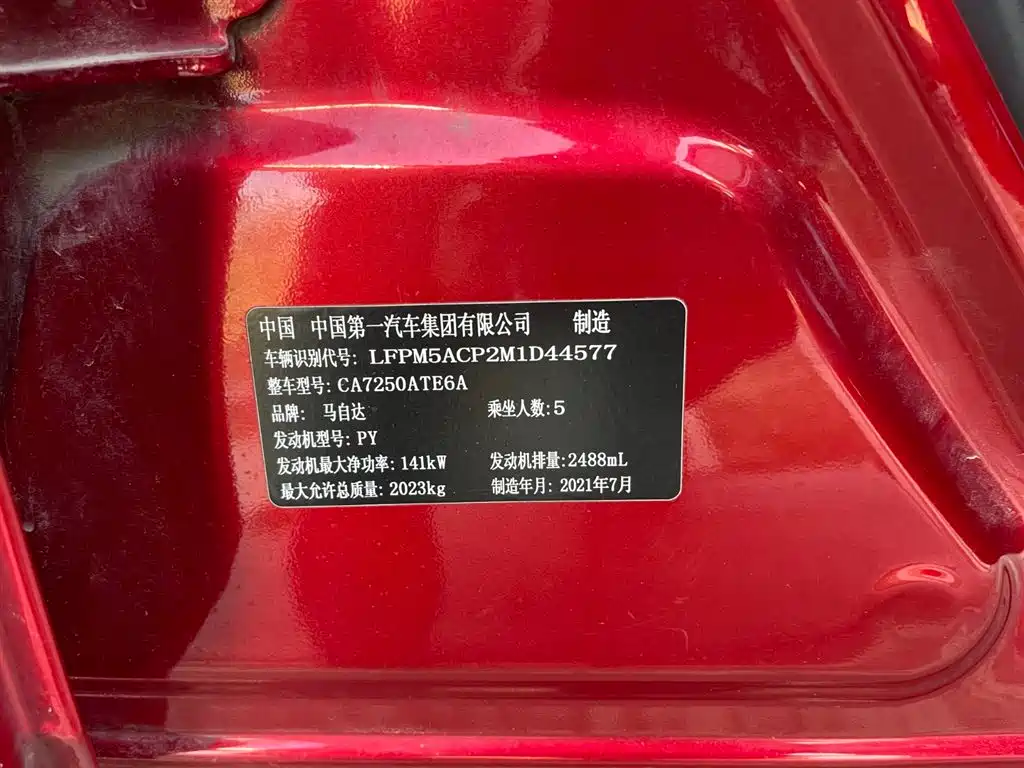 中国 中国第一汽车集团有限公司 制造
车辆识别代号: LFPM5ACP2M1D44577
整车型号: CA7250ATE6A
品牌: 马自达 乘坐人数: 5
发动机型号: PY
发动机最大净功率: 141kW 发动机排量: 2488mL
最大允许总质量: 2023kg 制造年月: 2021年7月